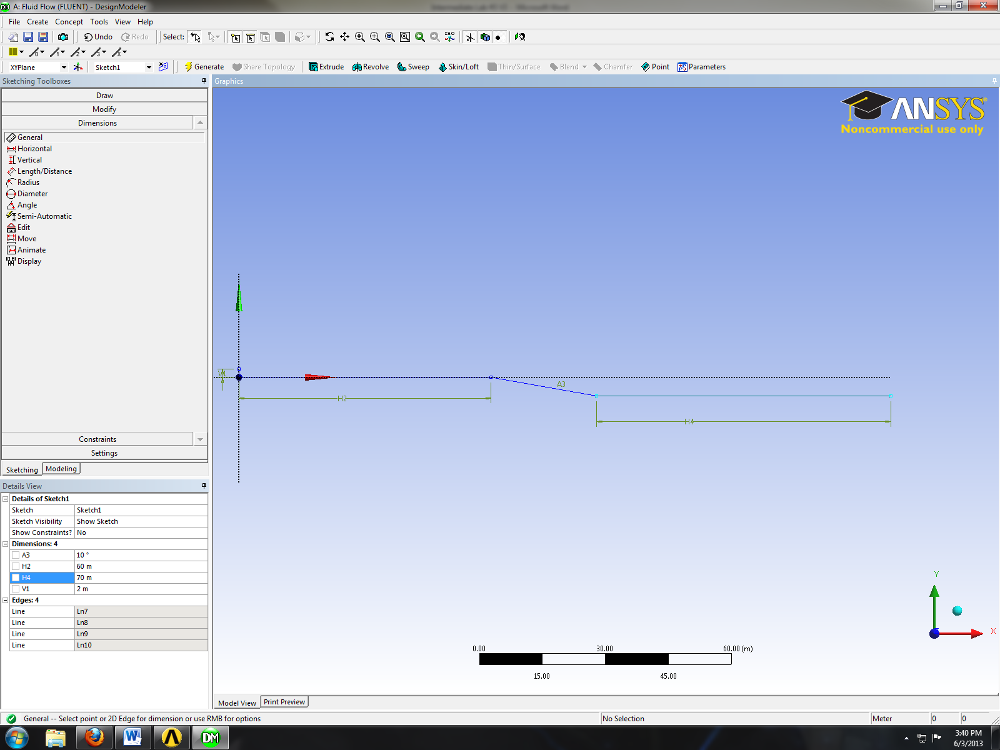 A: Fluid Flow (FLUENT) - DesignModeler
File Create Concept Tools View Help
Undo Redo Select: ISO
XYPlane Sketch1 Generate Share Topology Extrude Revolve Sweep Skin/Loft Thin/Surface Blend Chamfer Point Parameters
Sketching Toolboxes
Draw
Modify
Dimensions
General
Horizontal
Vertical
Length/Distance
Radius
Diameter
Angle
Semi-Automatic
Edit
Move
Animate
Display
Constraints
Settings
Sketching Modeling
Details View
Details of Sketch1
Sketch Sketch1
Sketch Visibility Show Sketch
Show Constraints? No
Dimensions: 4
A3 10 °
H2 60 m
H4 70 m
V1 2 m
Edges: 4
Line Ln7
Line Ln8
Line Ln9
Line Ln10
Graphics
ANSYS
Noncommercial use only
V1
H2
A3
H4
Y
X
0.00 30.00 60.00 (m)
15.00 45.00
Model View Print Preview
General -- Select point or 2D Edge for dimension or use RMB for options No Selection Meter 0 0
DM
3:40 PM
6/3/2013